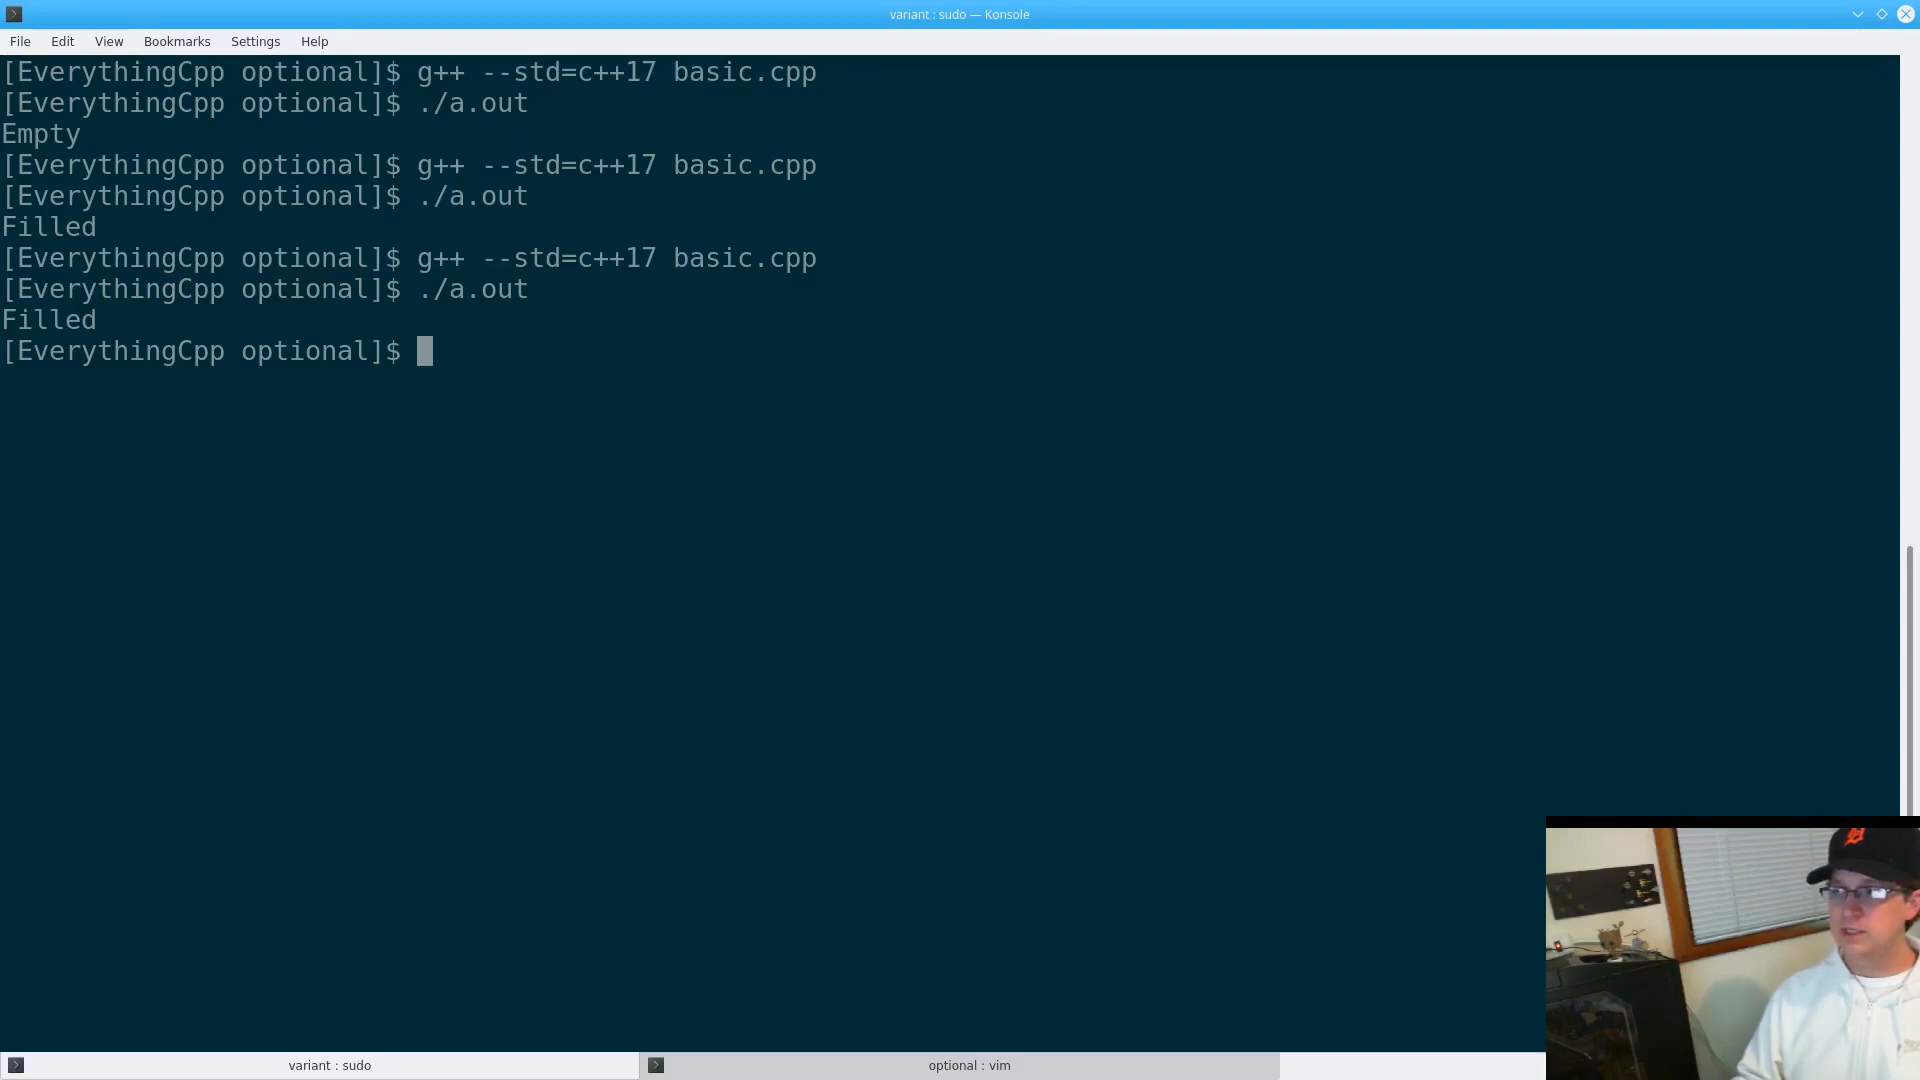 variant : sudo — Konsole
File Edit View Bookmarks Settings Help
[EverythingCpp optional]$ g++ --std=c++17 basic.cpp
[EverythingCpp optional]$ ./a.out
Empty
[EverythingCpp optional]$ g++ --std=c++17 basic.cpp
[EverythingCpp optional]$ ./a.out
Filled
[EverythingCpp optional]$ g++ --std=c++17 basic.cpp
[EverythingCpp optional]$ ./a.out
Filled
[EverythingCpp optional]$
variant : sudo
optional : vim